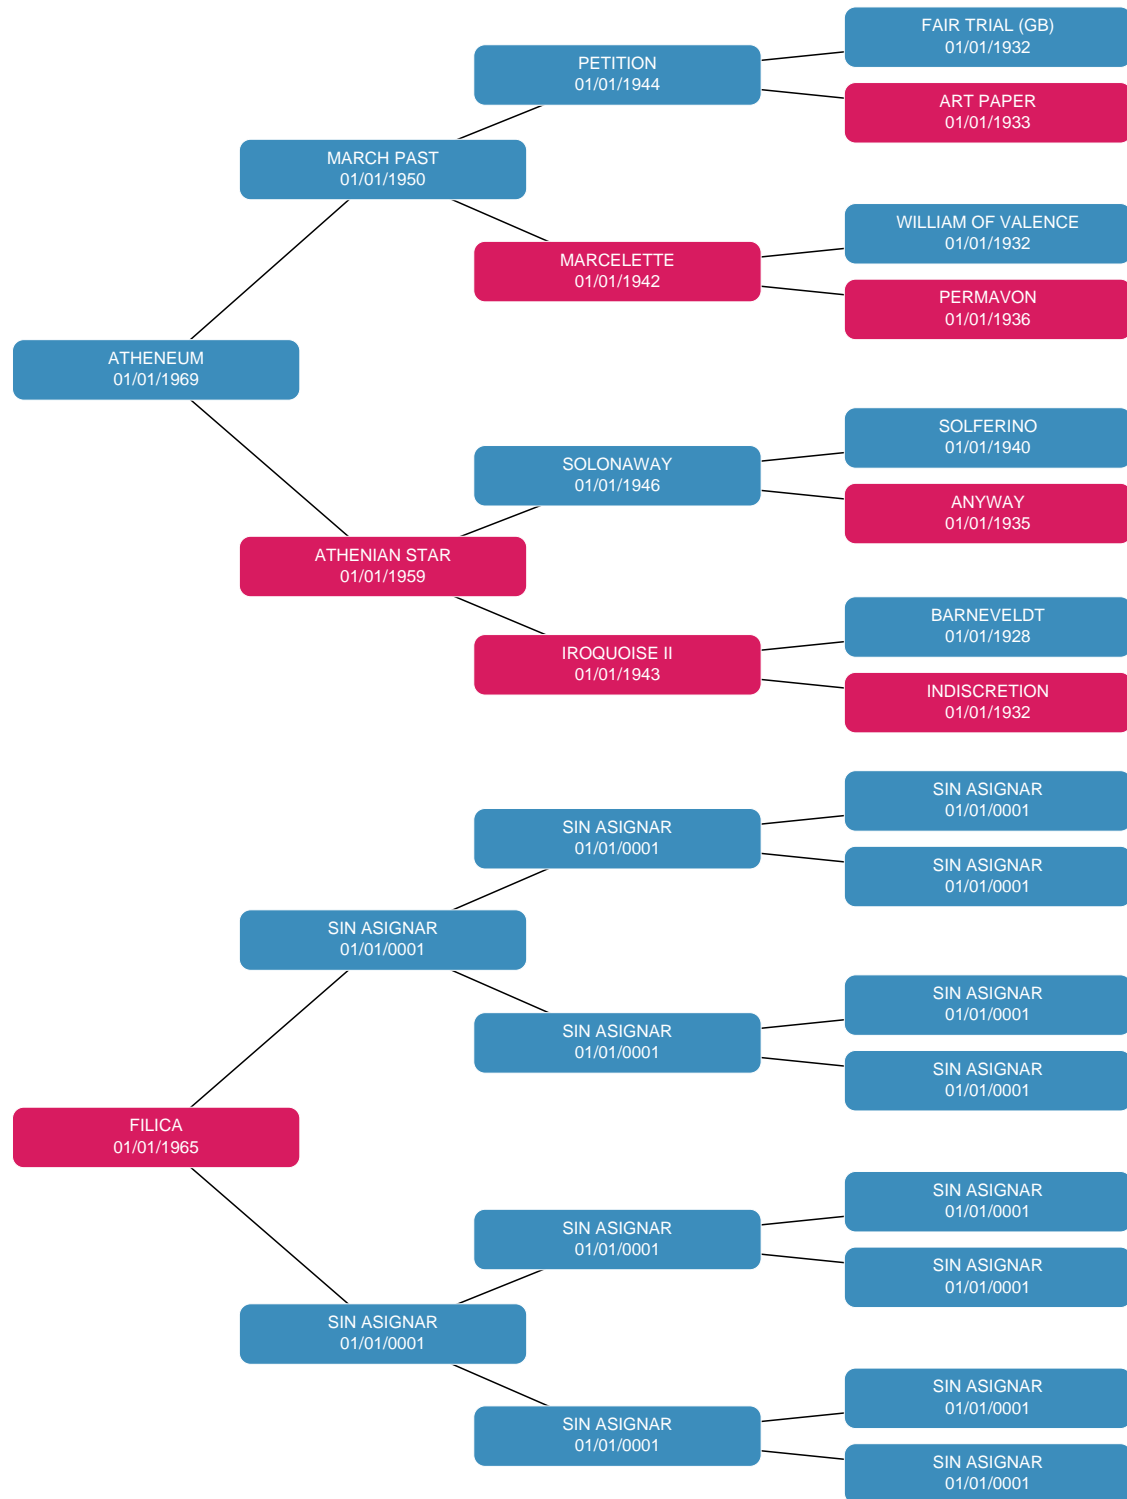 FAIR TRIAL (GB)
01/01/1932
PETITION
01/01/1944
ART PAPER
01/01/1933
MARCH PAST
01/01/1950
WILLIAM OF VALENCE
01/01/1932
MARCELETTE
01/01/1942
PERMAVON
01/01/1936
ATHENEUM
01/01/1969
SOLFERINO
01/01/1940
SOLONAWAY
01/01/1946
ANYWAY
01/01/1935
ATHENIAN STAR
01/01/1959
BARNEVELDT
01/01/1928
IROQUOISE II
01/01/1943
INDISCRETION
01/01/1932
SIN ASIGNAR
01/01/0001
SIN ASIGNAR
01/01/0001
SIN ASIGNAR
01/01/0001
SIN ASIGNAR
01/01/0001
SIN ASIGNAR
01/01/0001
SIN ASIGNAR
01/01/0001
SIN ASIGNAR
01/01/0001
FILICA
01/01/1965
SIN ASIGNAR
01/01/0001
SIN ASIGNAR
01/01/0001
SIN ASIGNAR
01/01/0001
SIN ASIGNAR
01/01/0001
SIN ASIGNAR
01/01/0001
SIN ASIGNAR
01/01/0001
SIN ASIGNAR
01/01/0001